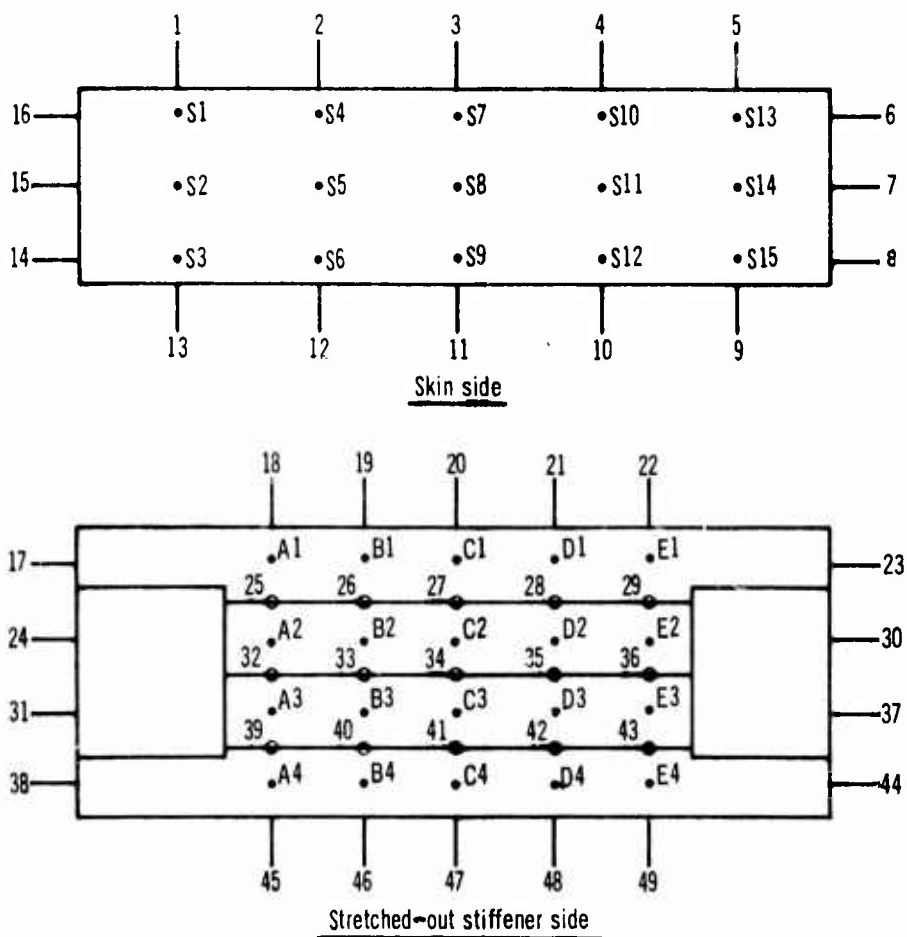 1 2 3 4 5
16 S1 S4 S7 S10 S13 6
15 S2 S5 S8 S11 S14 7
14 S3 S6 S9 S12 S15 8
13 12 11 10 9
Skin side
18 19 20 21 22
17 A1 B1 C1 D1 E1 23
25 26 27 28 29
24 A2 B2 C2 D2 E2 30
32 33 34 35 36
31 A3 B3 C3 D3 E3 37
39 40 41 42 43
38 A4 B4 C4 D4 E4 44
45 46 47 48 49
Stretched-out stiffener side